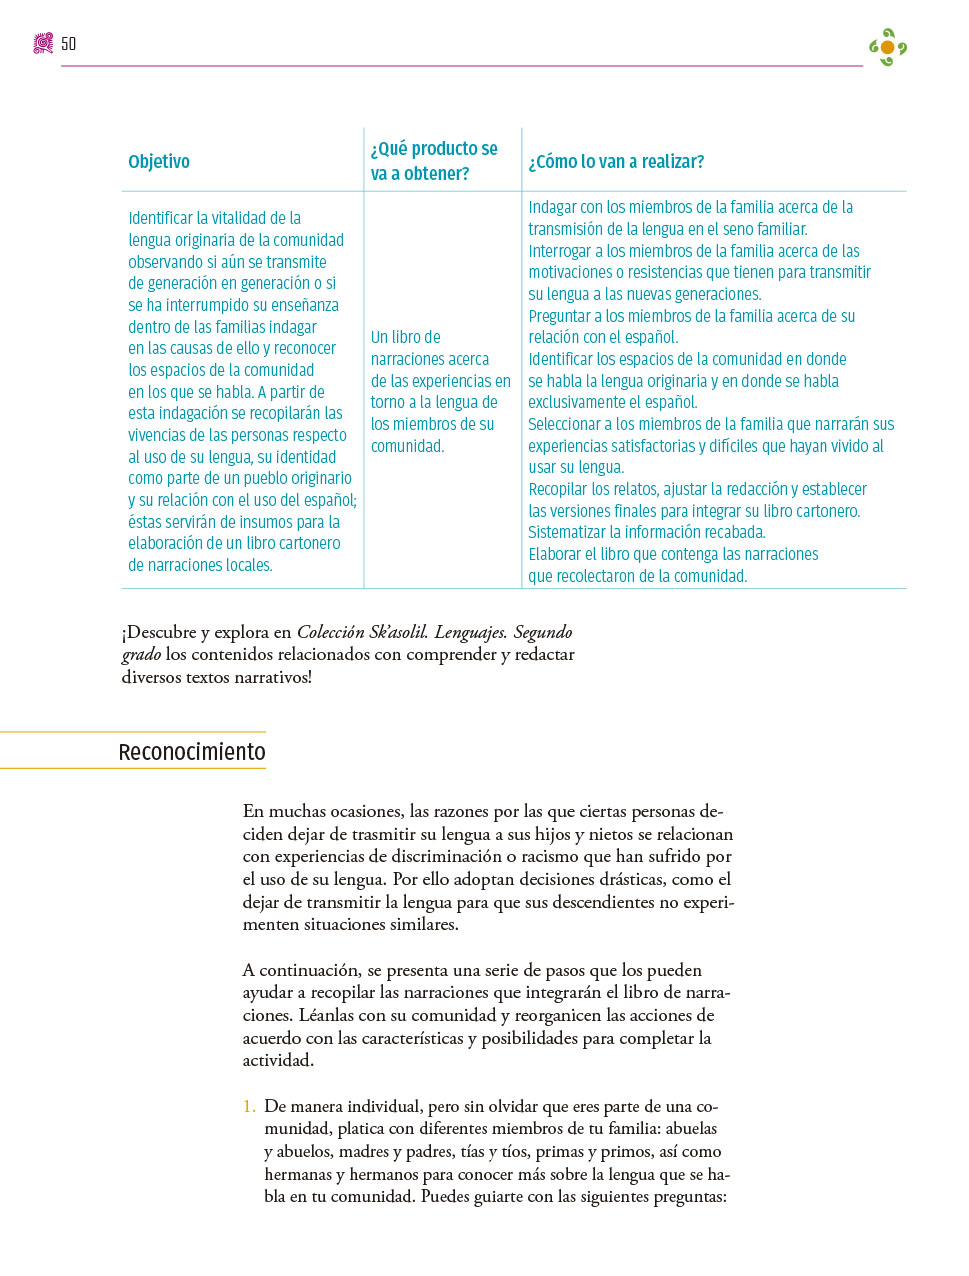 50
Objetivo
¿Qué producto se
va a obtener?
¿Cómo lo van a realizar?
Identificar la vitalidad de la
lengua originaria de la comunidad
observando si aún se transmite
de generación en generación o si
se ha interrumpido su enseñanza
dentro de las familias indagar
en las causas de ello y reconocer
los espacios de la comunidad
en los que se habla. A partir de
esta indagación se recopilarán las
vivencias de las personas respecto
al uso de su lengua, su identidad
como parte de un pueblo originario
y su relación con el uso del español;
éstas servirán de insumos para la
elaboración de un libro cartonero
de narraciones locales.
Un libro de
narraciones acerca
de las experiencias en
torno a la lengua de
los miembros de su
comunidad.
Indagar con los miembros de la familia acerca de la
transmisión de la lengua en el seno familiar.
Interrogar a los miembros de la familia acerca de las
motivaciones o resistencias que tienen para transmitir
su lengua a las nuevas generaciones.
Preguntar a los miembros de la familia acerca de su
relación con el español.
Identificar los espacios de la comunidad en donde
se habla la lengua originaria y en donde se habla
exclusivamente el español.
Seleccionar a los miembros de la familia que narrarán sus
experiencias satisfactorias y difíciles que hayan vivido al
usar su lengua.
Recopilar los relatos, ajustar la redacción y establecer
las versiones finales para integrar su libro cartonero.
Sistematizar la información recabada.
Elaborar el libro que contenga las narraciones
que recolectaron de la comunidad.
¡Descubre y explora en Colección Sk’asolil. Lenguajes. Segundo
grado los contenidos relacionados con comprender y redactar
diversos textos narrativos!
Reconocimiento
En muchas ocasiones, las razones por las que ciertas personas de-
ciden dejar de trasmitir su lengua a sus hijos y nietos se relacionan
con experiencias de discriminación o racismo que han sufrido por
el uso de su lengua. Por ello adoptan decisiones drásticas, como el
dejar de transmitir la lengua para que sus descendientes no experi-
menten situaciones similares.
A continuación, se presenta una serie de pasos que los pueden
ayudar a recopilar las narraciones que integrarán el libro de narra-
ciones. Léanlas con su comunidad y reorganicen las acciones de
acuerdo con las características y posibilidades para completar la
actividad.
1. De manera individual, pero sin olvidar que eres parte de una co-
munidad, platica con diferentes miembros de tu familia: abuelas
y abuelos, madres y padres, tías y tíos, primas y primos, así como
hermanas y hermanos para conocer más sobre la lengua que se ha-
bla en tu comunidad. Puedes guiarte con las siguientes preguntas: